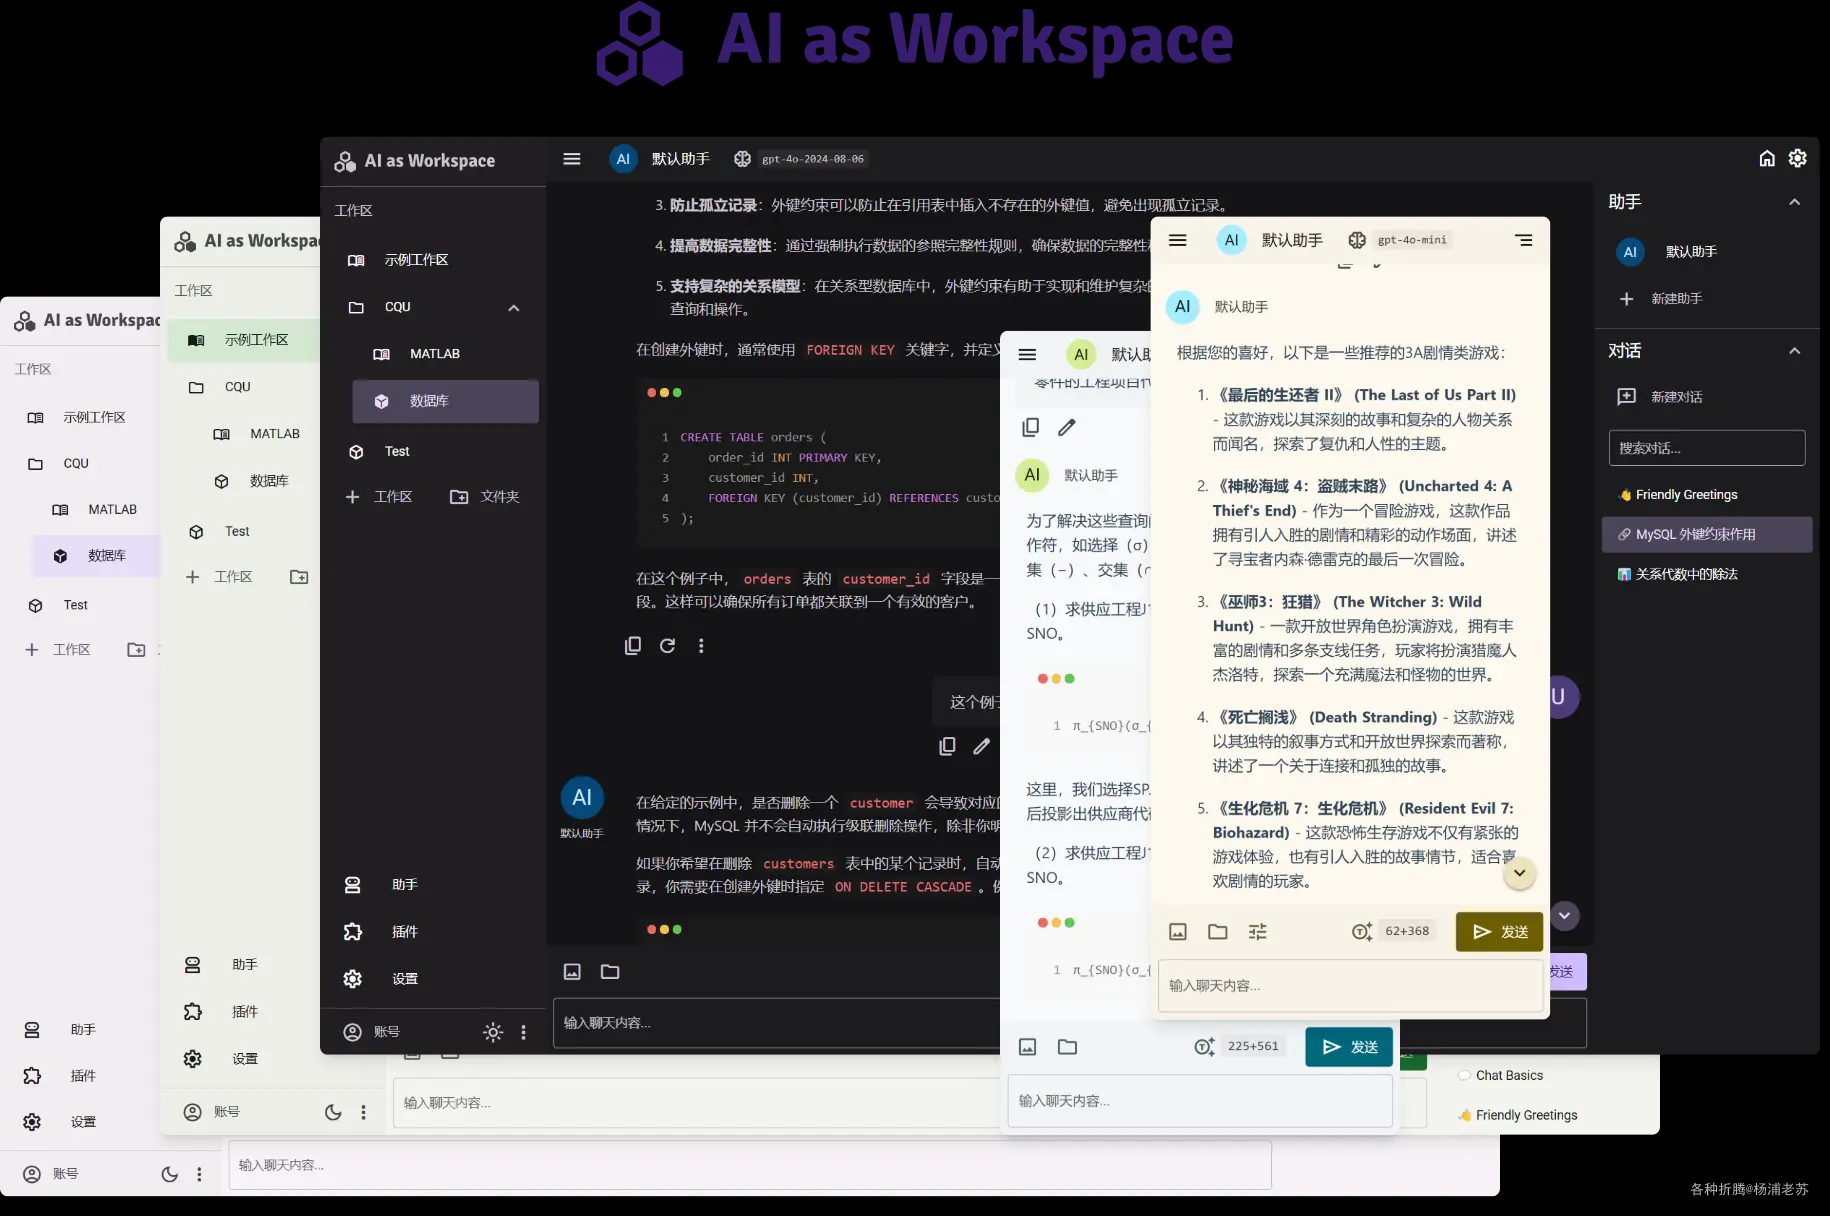 AI as Workspace
AI as Workspace
工作区
示例工作区
CQU
MATLAB
数据库
Test
工作区
文件夹
助手
插件
设置
账号
AI
默认助手
gpt-4o-2024-08-06
3. 防止孤立记录：外键约束可以防止在引用表中插入不存在的外键值，避免出现孤立记录。
4. 提高数据完整性：通过强制执行数据的参照完整性规则，确保数据的完整性
5. 支持复杂的关系模型：在关系型数据库中，外键约束有助于实现和维护复杂
查询和操作。
在创建外键时，通常使用 FOREIGN KEY 关键字，并定
1 CREATE TABLE orders (
2 order_id INT PRIMARY KEY,
3 customer_id INT,
4 FOREIGN KEY (customer_id) REFERENCES custo
5 );
在这个例子中， orders 表的 customer_id 字段是一
段。这样可以确保所有订单都关联到一个有效的客户。
这个例
U
AI
默认助手
在给定的示例中，是否删除一个 customer 会导致对应
情况下，MySQL 并不会自动执行级联删除操作，除非你明
如果你希望在删除 customers 表中的某个记录时，自动
录，你需要在创建外键时指定 ON DELETE CASCADE 。
输入聊天内容...
发送
助手
AI
默认助手
新建助手
对话
新建对话
搜索对话...
👋 Friendly Greetings
🔗 MySQL 外键约束作用
📊 关系代数中的除法
AI
默认助手
gpt-4o-mini
AI
默认助手
根据您的喜好，以下是一些推荐的3A剧情类游戏：
1. 《最后的生还者 II》 (The Last of Us Part II)
- 这款游戏以其深刻的故事和复杂的人物关系
而闻名，探索了复仇和人性的主题。
2. 《神秘海域 4：盗贼末路》 (Uncharted 4: A
Thief's End) - 作为一个冒险游戏，这款作品
拥有引人入胜的剧情和精彩的动作场面，讲述
了寻宝者内森·德雷克的最后一次冒险。
3. 《巫师3：狂猎》 (The Witcher 3: Wild
Hunt) - 一款开放世界角色扮演游戏，拥有丰
富的剧情和多条支线任务，玩家将扮演猎魔人
杰洛特，探索一个充满魔法和怪物的世界。
4. 《死亡搁浅》 (Death Stranding) - 这款游戏
以其独特的叙事方式和开放世界探索而著称，
讲述了一个关于连接和孤独的故事。
5. 《生化危机 7：生化危机》 (Resident Evil 7:
Biohazard) - 这款恐怖生存游戏不仅有紧张的
游戏体验，也有引人入胜的故事情节，适合喜
欢剧情的玩家。
62+368
发送
输入聊天内容...
AI
默认助
零件的工程项目代
AI
默认助手
为了解决这些查询
作符，如选择（σ）
集（−）、交集（∩
（1）求供应工程J
SNO。
1 π_{SNO}(σ_{
这里，我们选择SP
后投影出供应商代
（2）求供应工程J
SNO。
1 π_{SNO}(σ_{
225+561
发送
输入聊天内容...
AI as Workspa
工作区
示例工作区
CQU
MATLAB
数据库
Test
工作区
助手
插件
设置
账号
输入聊天内容...
Chat Basics
👋 Friendly Greetings
AI as Workspac
工作区
示例工作区
CQU
MATLAB
数据库
Test
工作区
助手
插件
设置
账号
输入聊天内容...
各种折腾@杨浦老苏